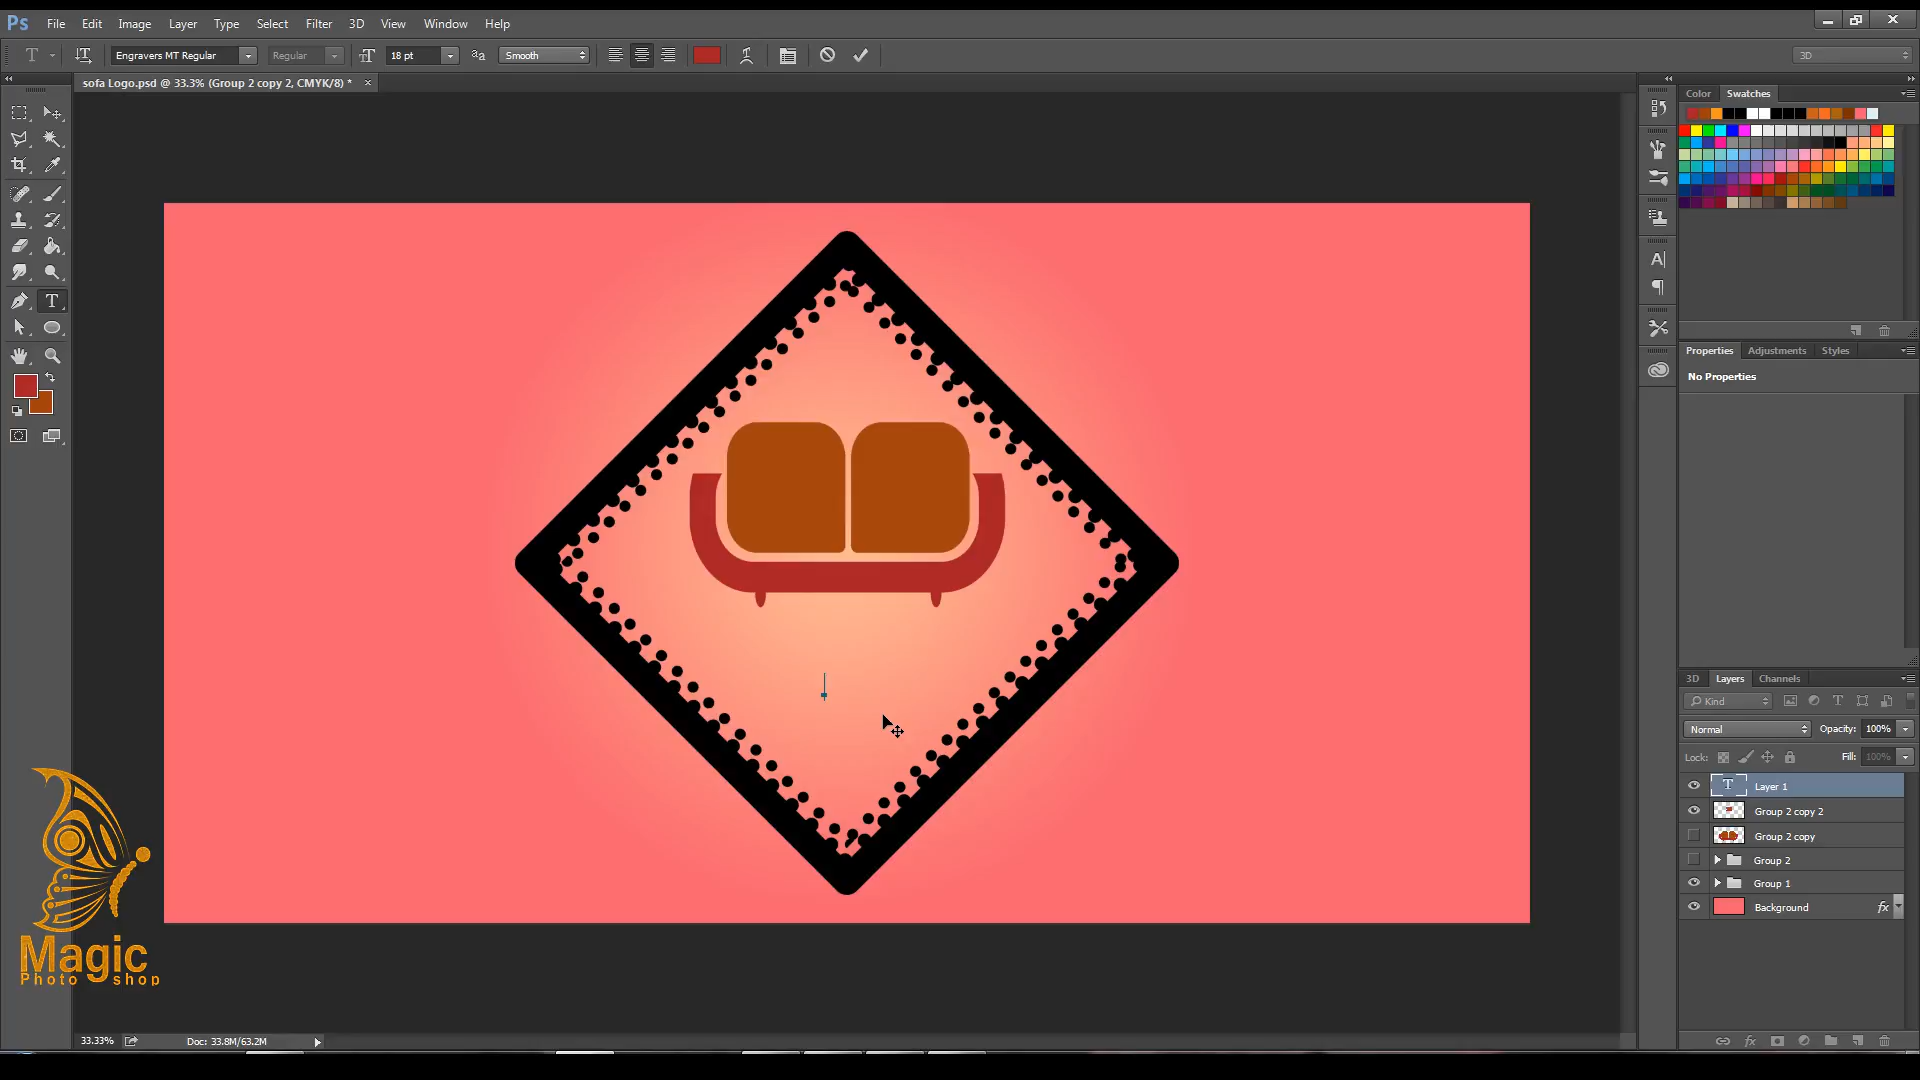 Ps File Edit Image Layer Type Select Filter 3D View Window Help
T Engravers MT Regular Regular 18 pt aa Smooth 3D
sofa Logo.psd @ 33.3% (Group 2 copy 2, CMYK/8) * ×
Color Swatches
Properties Adjustments Styles
No Properties
3D Layers Channels
Kind
Normal Opacity: 100%
Lock: Fill: 100%
Layer 1
Group 2 copy 2
Group 2 copy
Group 2
Group 1
Background fx
Magic
Photo shop
33.33% Doc: 33.8M/63.2M